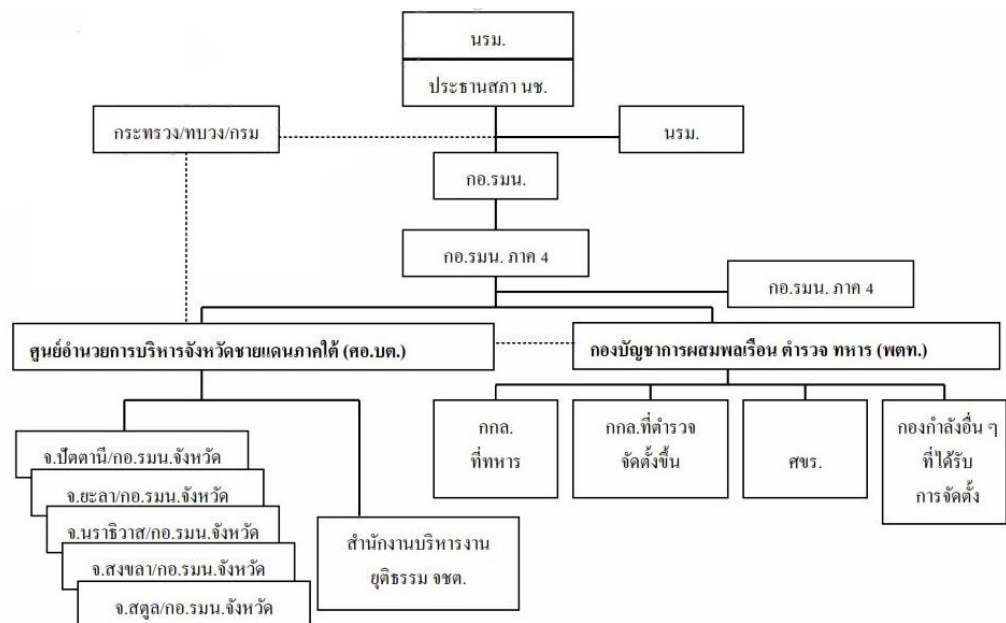 นรม.
ประธานสภา นช.
กระทรวง/ทบวง/กรม
นรม.
กอ.รมน.
กอ.รมน. ภาค 4
กอ.รมน. ภาค 4
ศูนย์อำนวยการบริหารจังหวัดชายแดนภาคใต้ (ศอ.บต.)
กองบัญชาการผสมพลเรือน ตำรวจ ทหาร (พตท.)
กกล.
ที่ทหาร
กกล.ที่ตำรวจ
จัดตั้งขึ้น
ศขร.
กองกำลังอื่น ๆ
ที่ได้รับ
การจัดตั้ง
จ.ปัตตานี/กอ.รมน.จังหวัด
จ.ยะลา/กอ.รมน.จังหวัด
จ.นราธิวาส/กอ.รมน.จังหวัด
จ.สงขลา/กอ.รมน.จังหวัด
จ.สตูล/กอ.รมน.จังหวัด
สำนักงานบริหารงาน
ยุติธรรม จชต.